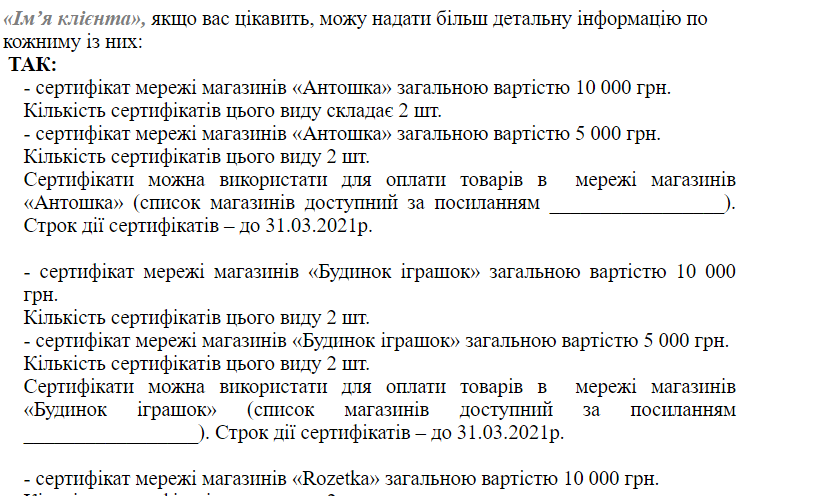 «Ім’я клієнта», якщо вас цікавить, можу надати більш детальну інформацію по
кожниму із них:
ТАК:
- сертифікат мережі магазинів «Антошка» загальною вартістю 10 000 грн.
Кількість сертифікатів цього виду складає 2 шт.
- сертифікат мережі магазинів «Антошка» загальною вартістю 5 000 грн.
Кількість сертифікатів цього виду 2 шт.
Сертифікати можна використати для оплати товарів в мережі магазинів
«Антошка» (список магазинів доступний за посиланням __________________).
Строк дії сертифікатів – до 31.03.2021р.
- сертифікат мережі магазинів «Будинок іграшок» загальною вартістю 10 000
грн.
Кількість сертифікатів цього виду 2 шт.
- сертифікат мережі магазинів «Будинок іграшок» загальною вартістю 5 000 грн.
Кількість сертифікатів цього виду 2 шт.
Сертифікати можна використати для оплати товарів в мережі магазинів
«Будинок іграшок» (список магазинів доступний за посиланням
__________________). Строк дії сертифікатів – до 31.03.2021р.
- сертифікат мережі магазинів «Rozetka» загальною вартістю 10 000 грн.